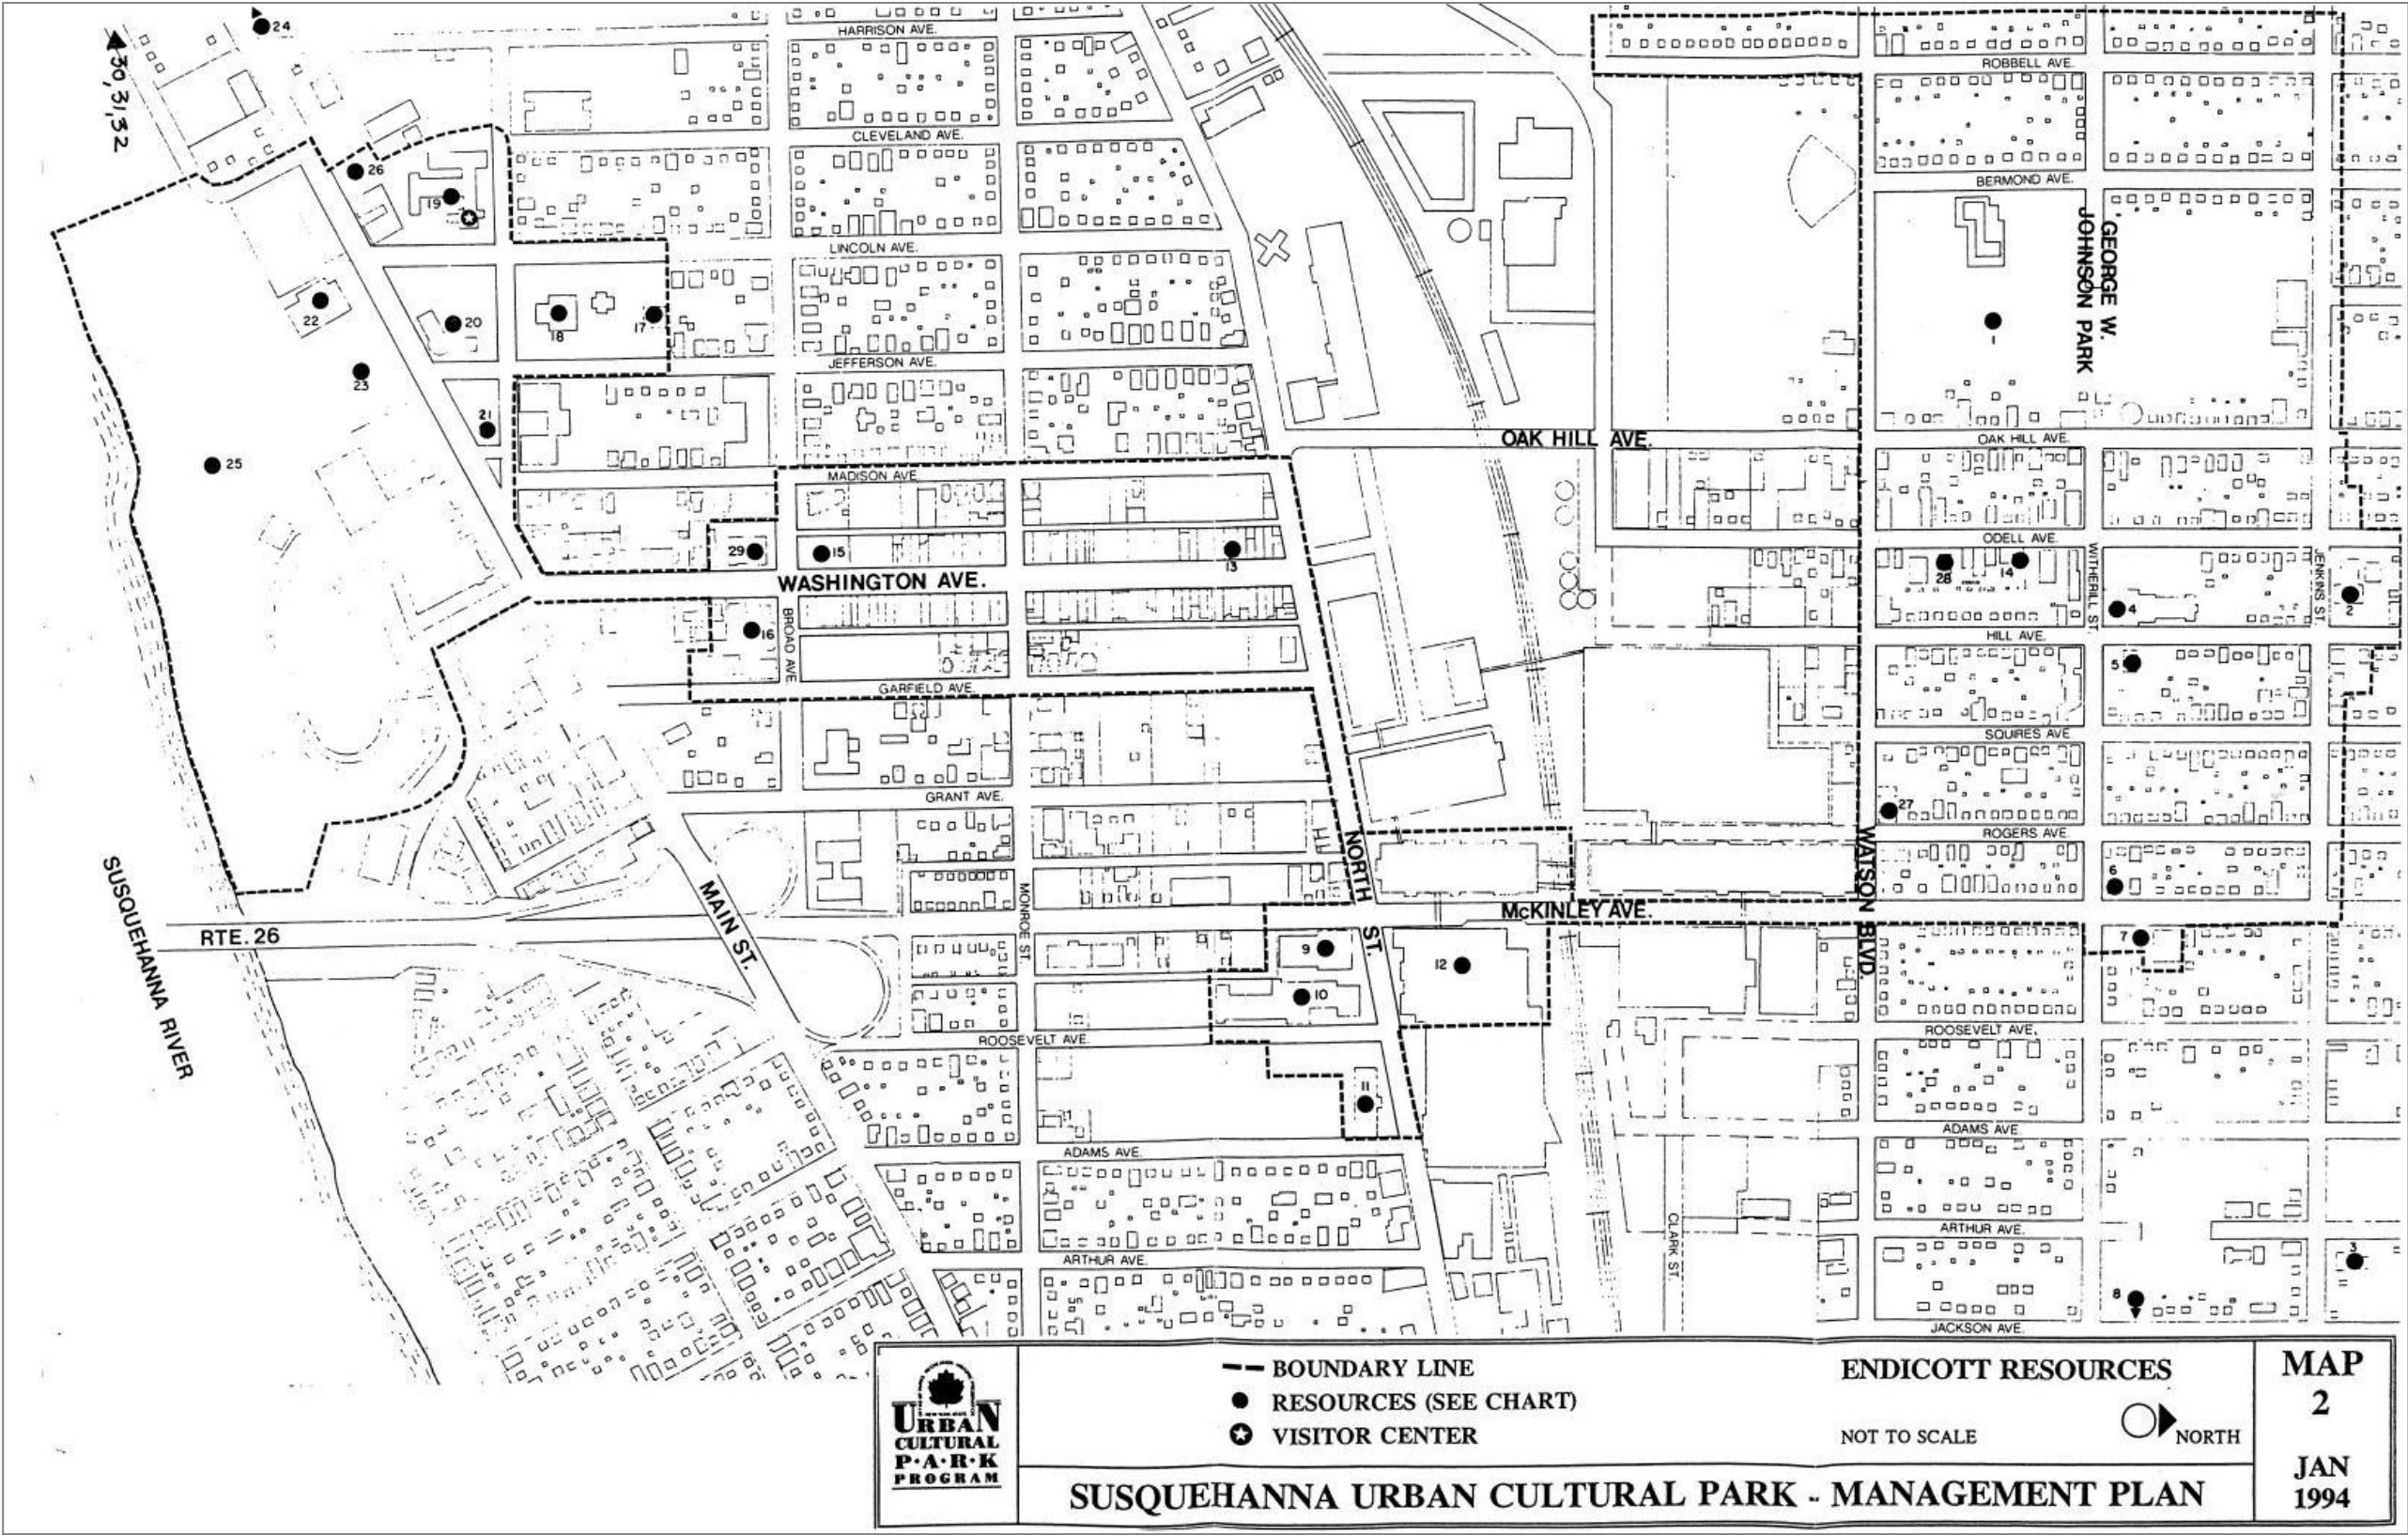 24
30,31,32
HARRISON AVE.
ROBBELL AVE.
CLEVELAND AVE.
26
19
BERMOND AVE.
GEORGE W.
JOHNSON PARK
LINCOLN AVE.
22
20
18
17
1
23
JEFFERSON AVE.
21
25
OAK HILL AVE.
OAK HILL AVE.
MADISON AVE.
29
15
13
ODELL AVE.
WASHINGTON AVE.
28
14
WITHERILL ST.
JENKINS ST.
4
2
16
BROAD AVE.
HILL AVE.
5
GARFIELD AVE.
SQUIRES AVE
GRANT AVE.
27
ROGERS AVE.
NORTH ST.
WATSON BLVD.
6
SUSQUEHANNA RIVER
RTE. 26
MAIN ST.
MONROE ST.
McKINLEY AVE.
9
12
7
10
ROOSEVELT AVE.
ROOSEVELT AVE.
11
ADAMS AVE.
ADAMS AVE.
CLARK ST
ARTHUR AVE.
ARTHUR AVE.
3
8
JACKSON AVE.
URBAN
CULTURAL
P·A·R·K
PROGRAM
BOUNDARY LINE
RESOURCES (SEE CHART)
VISITOR CENTER
ENDICOTT RESOURCES
NOT TO SCALE
NORTH
MAP
2
JAN
1994
SUSQUEHANNA URBAN CULTURAL PARK - MANAGEMENT PLAN